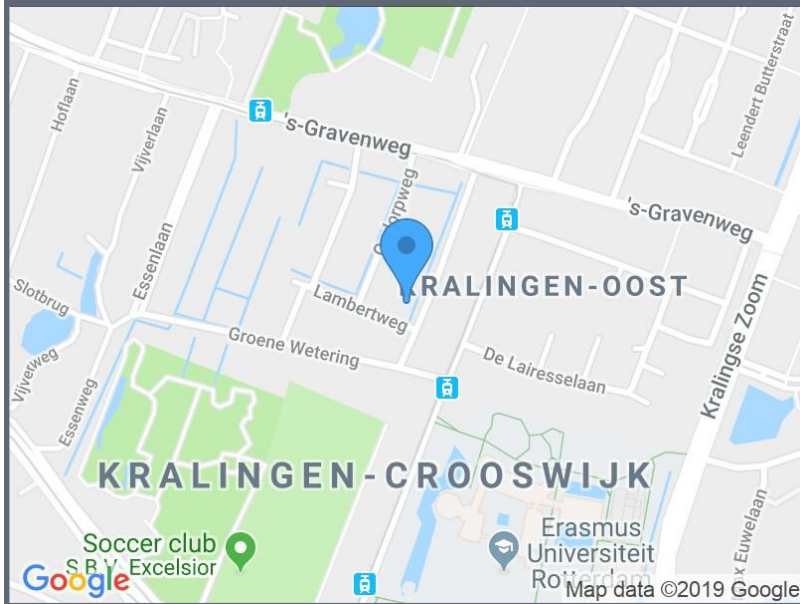 Hoflaan
Vijverlaan
Leendert Butterstraat
's-Gravenweg
's-Gravenweg
Essenlaan
KRALINGEN-OOST
Slotbrug
Lambertweg
Groene Wetering
De Lairesselaan
Kralingse Zoom
Vijverweg
Essenweg
KRALINGEN-CROOSWIJK
Soccer club
S.B.V. Excelsior
Erasmus
Universiteit
Rotterdam
Euwelaan
Google
Map data ©2019 Google